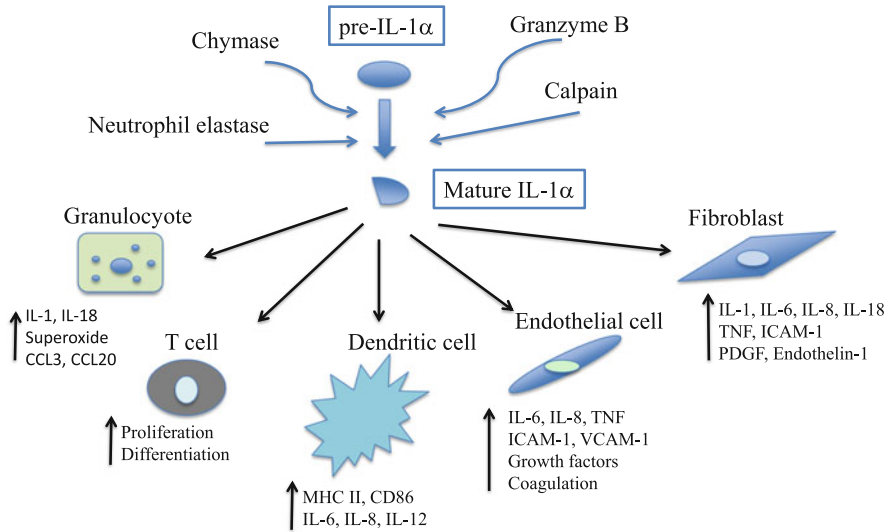 pre-IL-1α
Granzyme B
Chymase
Calpain
Neutrophil elastase
Mature IL-1α
Granulocyote
IL-1, IL-18
Superoxide
CCL3, CCL20
T cell
Proliferation
Differentiation
Dendritic cell
MHC II, CD86
IL-6, IL-8, IL-12
Endothelial cell
IL-6, IL-8, TNF
ICAM-1, VCAM-1
Growth factors
Coagulation
Fibroblast
IL-1, IL-6, IL-8, IL-18
TNF, ICAM-1
PDGF, Endothelin-1